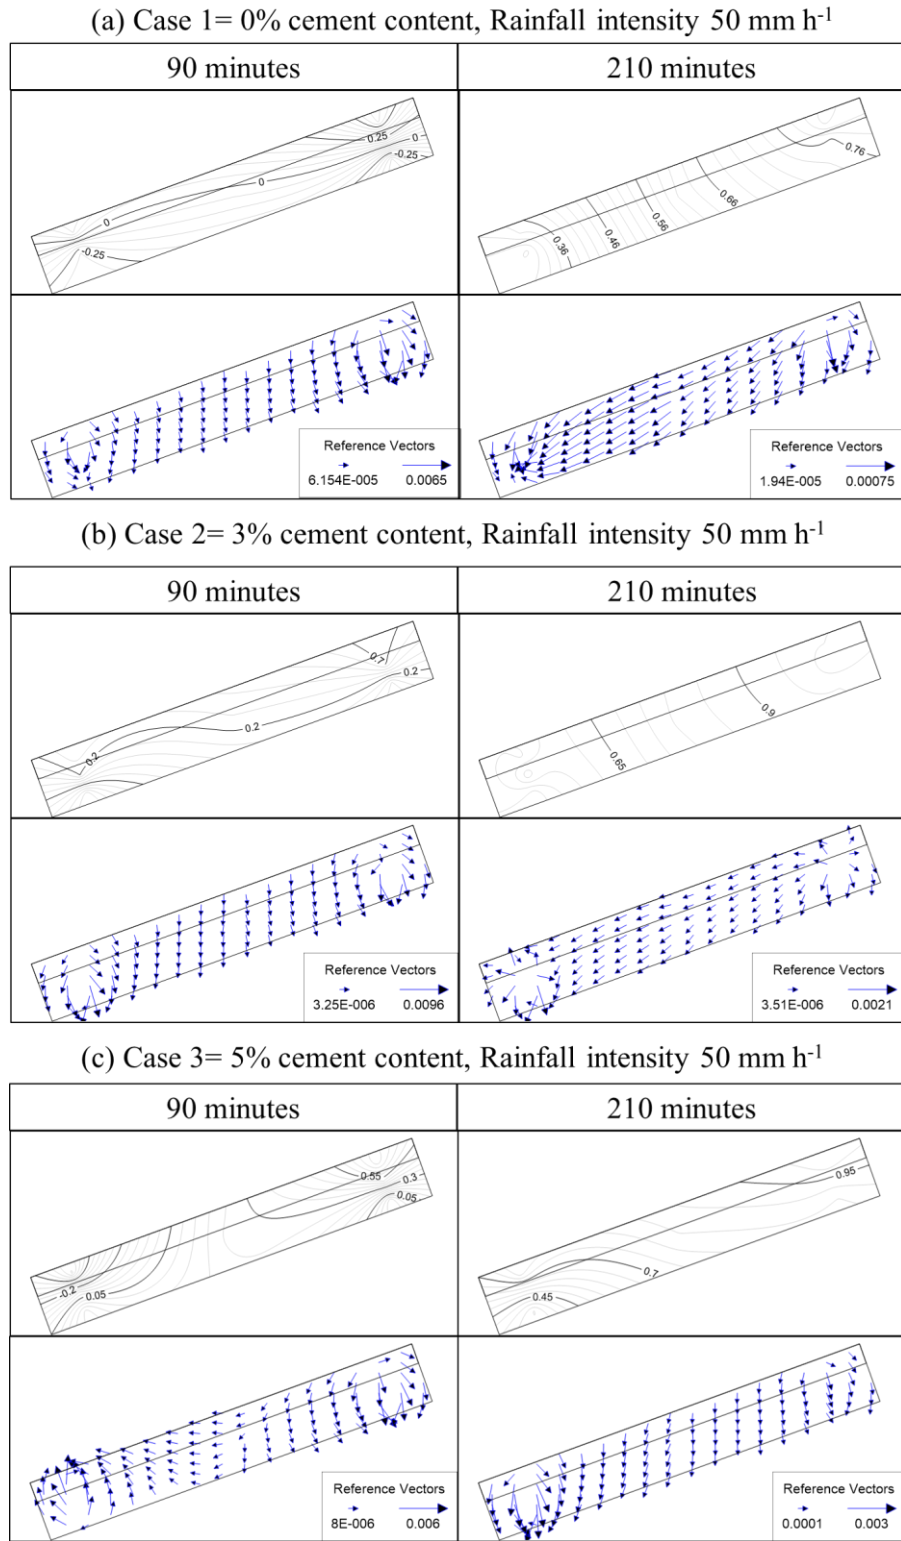 (a) Case 1= 0% cement content, Rainfall intensity 50 mm h-1
90 minutes
210 minutes
0.25
0
-0.25
0
0
-0.25
0.76
0.66
0.56
0.46
0.36
Reference Vectors
6.154E-005
0.0065
Reference Vectors
1.94E-005
0.00075
(b) Case 2= 3% cement content, Rainfall intensity 50 mm h-1
90 minutes
210 minutes
0.7
0.2
0.2
0.2
0.9
0.65
Reference Vectors
3.25E-006
0.0096
Reference Vectors
3.51E-006
0.0021
(c) Case 3= 5% cement content, Rainfall intensity 50 mm h-1
90 minutes
210 minutes
0.55
0.3
0.05
-0.2
0.05
0.95
0.7
0.45
Reference Vectors
8E-006
0.006
Reference Vectors
0.0001
0.003